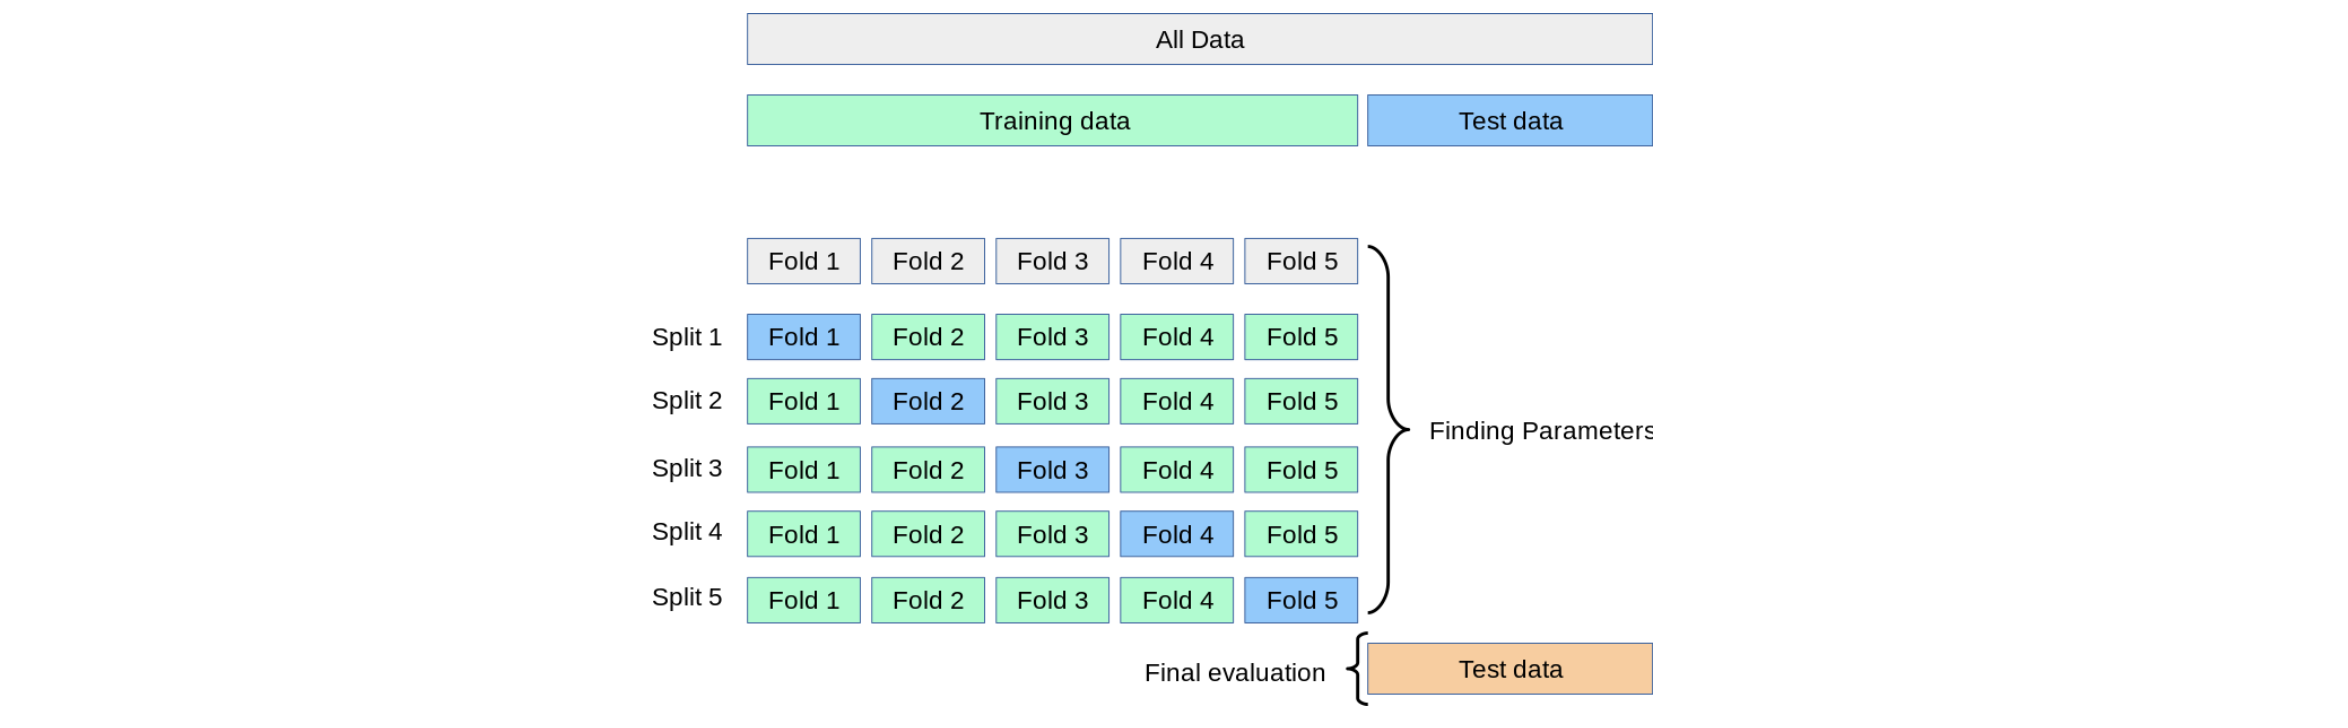 All Data
Training data Test data
Fold 1 Fold 2 Fold 3 Fold 4 Fold 5
Split 1 Fold 1 Fold 2 Fold 3 Fold 4 Fold 5
Split 2 Fold 1 Fold 2 Fold 3 Fold 4 Fold 5
Finding Parameters
Split 3 Fold 1 Fold 2 Fold 3 Fold 4 Fold 5
Split 4 Fold 1 Fold 2 Fold 3 Fold 4 Fold 5
Split 5 Fold 1 Fold 2 Fold 3 Fold 4 Fold 5
Final evaluation Test data